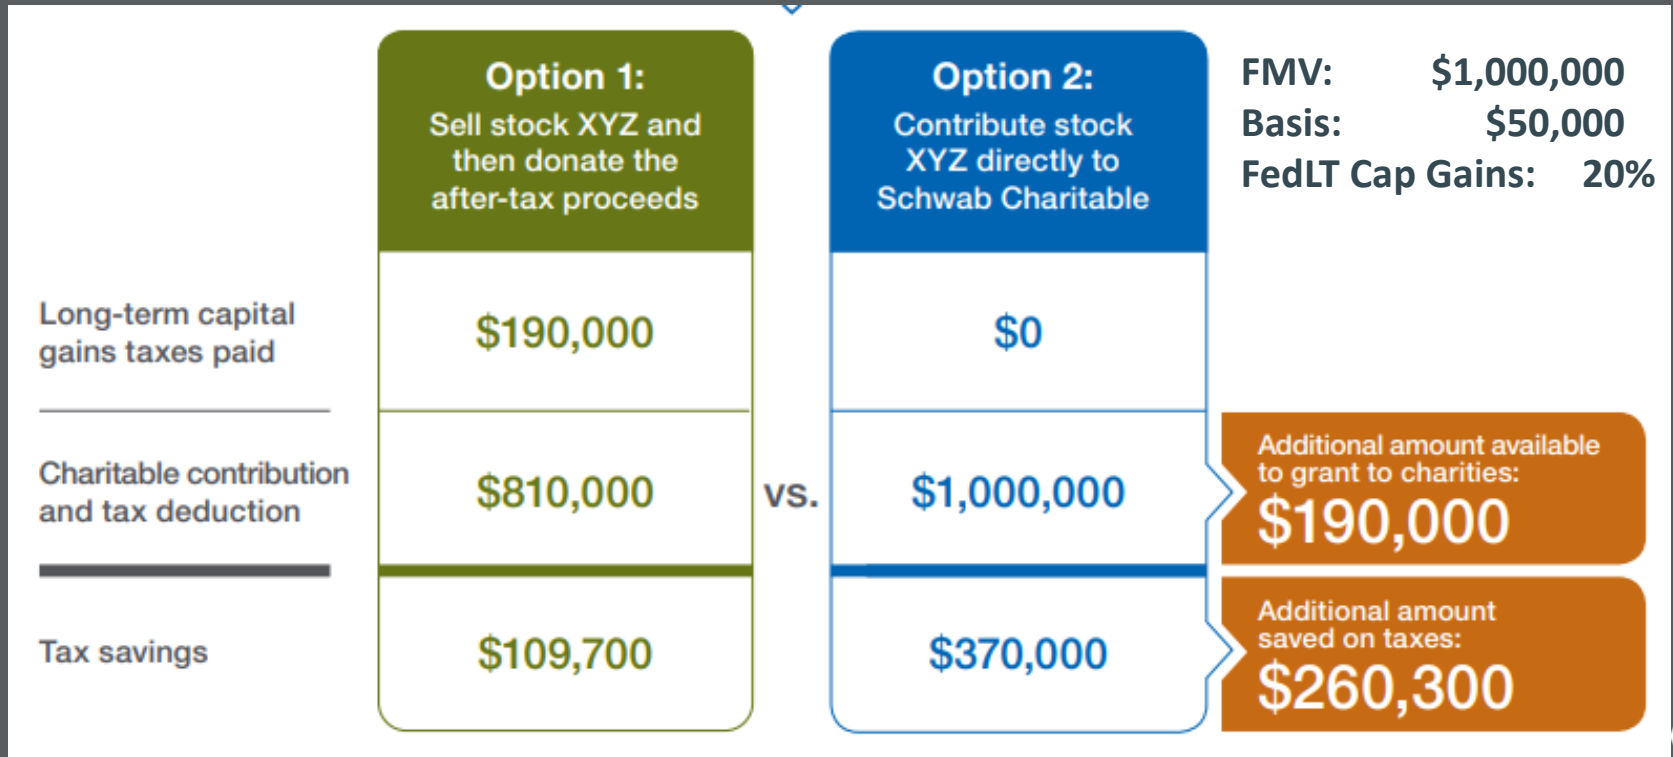 Option 1:
Sell stock XYZ and
then donate the
after-tax proceeds
Option 2:
Contribute stock
XYZ directly to
Schwab Charitable
FMV: $1,000,000
Basis: $50,000
FedLT Cap Gains: 20%
Long-term capital
gains taxes paid
$190,000
$0
Charitable contribution
and tax deduction
$810,000
vs.
$1,000,000
Additional amount available
to grant to charities:
$190,000
Tax savings
$109,700
$370,000
Additional amount
saved on taxes:
$260,300